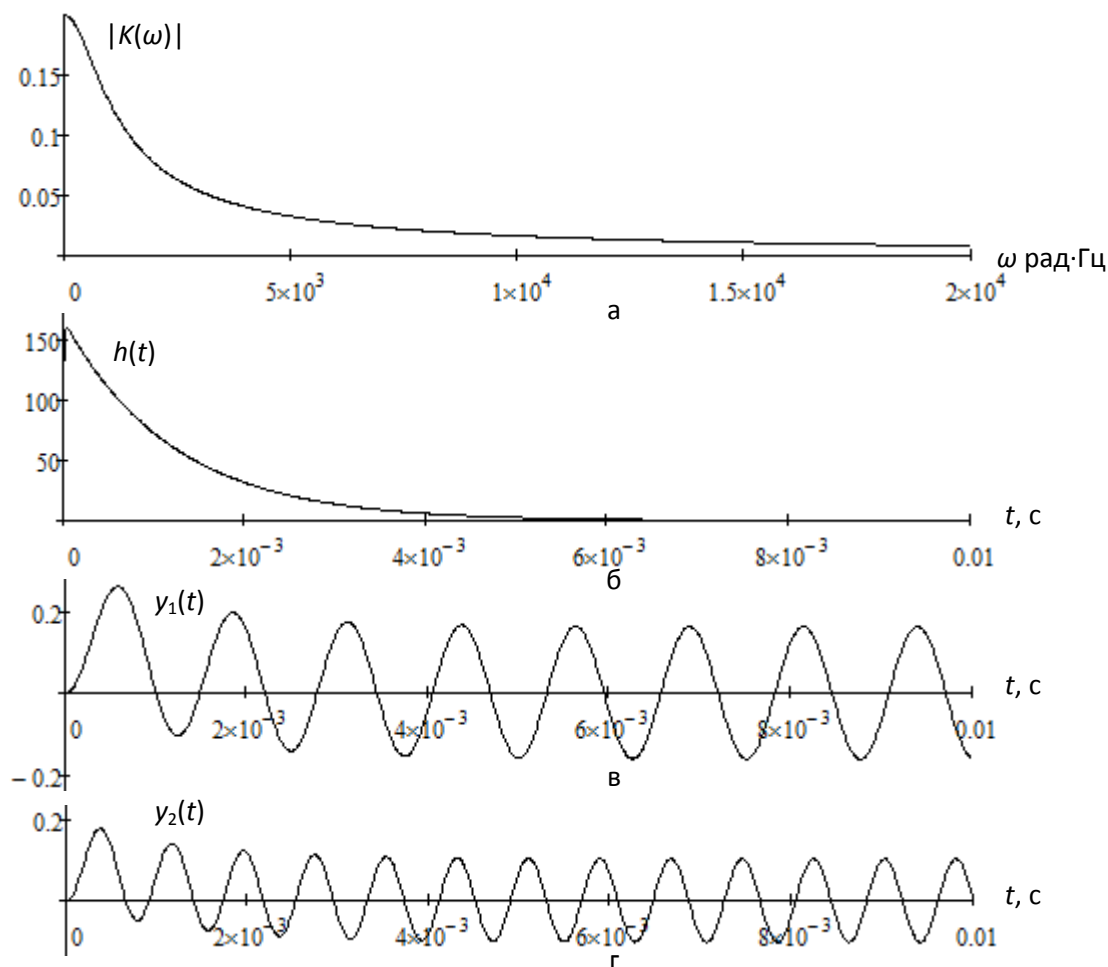 |K(ω)|
0.15
0.1
0.05
0 5×10³ 1×10⁴ 1.5×10⁴ 2×10⁴
ω рад·Гц
а
150
100
50
h(t)
0 2×10⁻³ 4×10⁻³ 6×10⁻³ 8×10⁻³ 0.01
t, с
б
0.2
y₁(t)
0 2×10⁻³ 4×10⁻³ 6×10⁻³ 8×10⁻³ 0.01
t, с
−0.2
в
0.2
y₂(t)
0 2×10⁻³ 4×10⁻³ 6×10⁻³ 8×10⁻³ 0.01
t, с
г